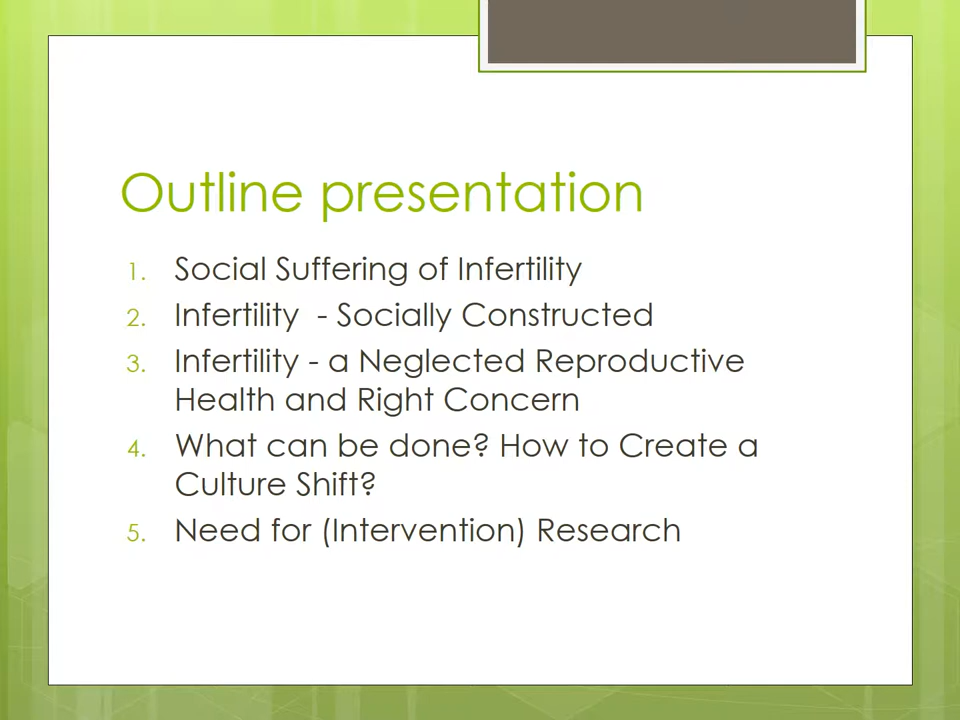 Outline presentation
1. Social Suffering of Infertility
2. Infertility  - Socially Constructed
3. Infertility - a Neglected Reproductive
Health and Right Concern
4. What can be done? How to Create a
Culture Shift?
5. Need for (Intervention) Research